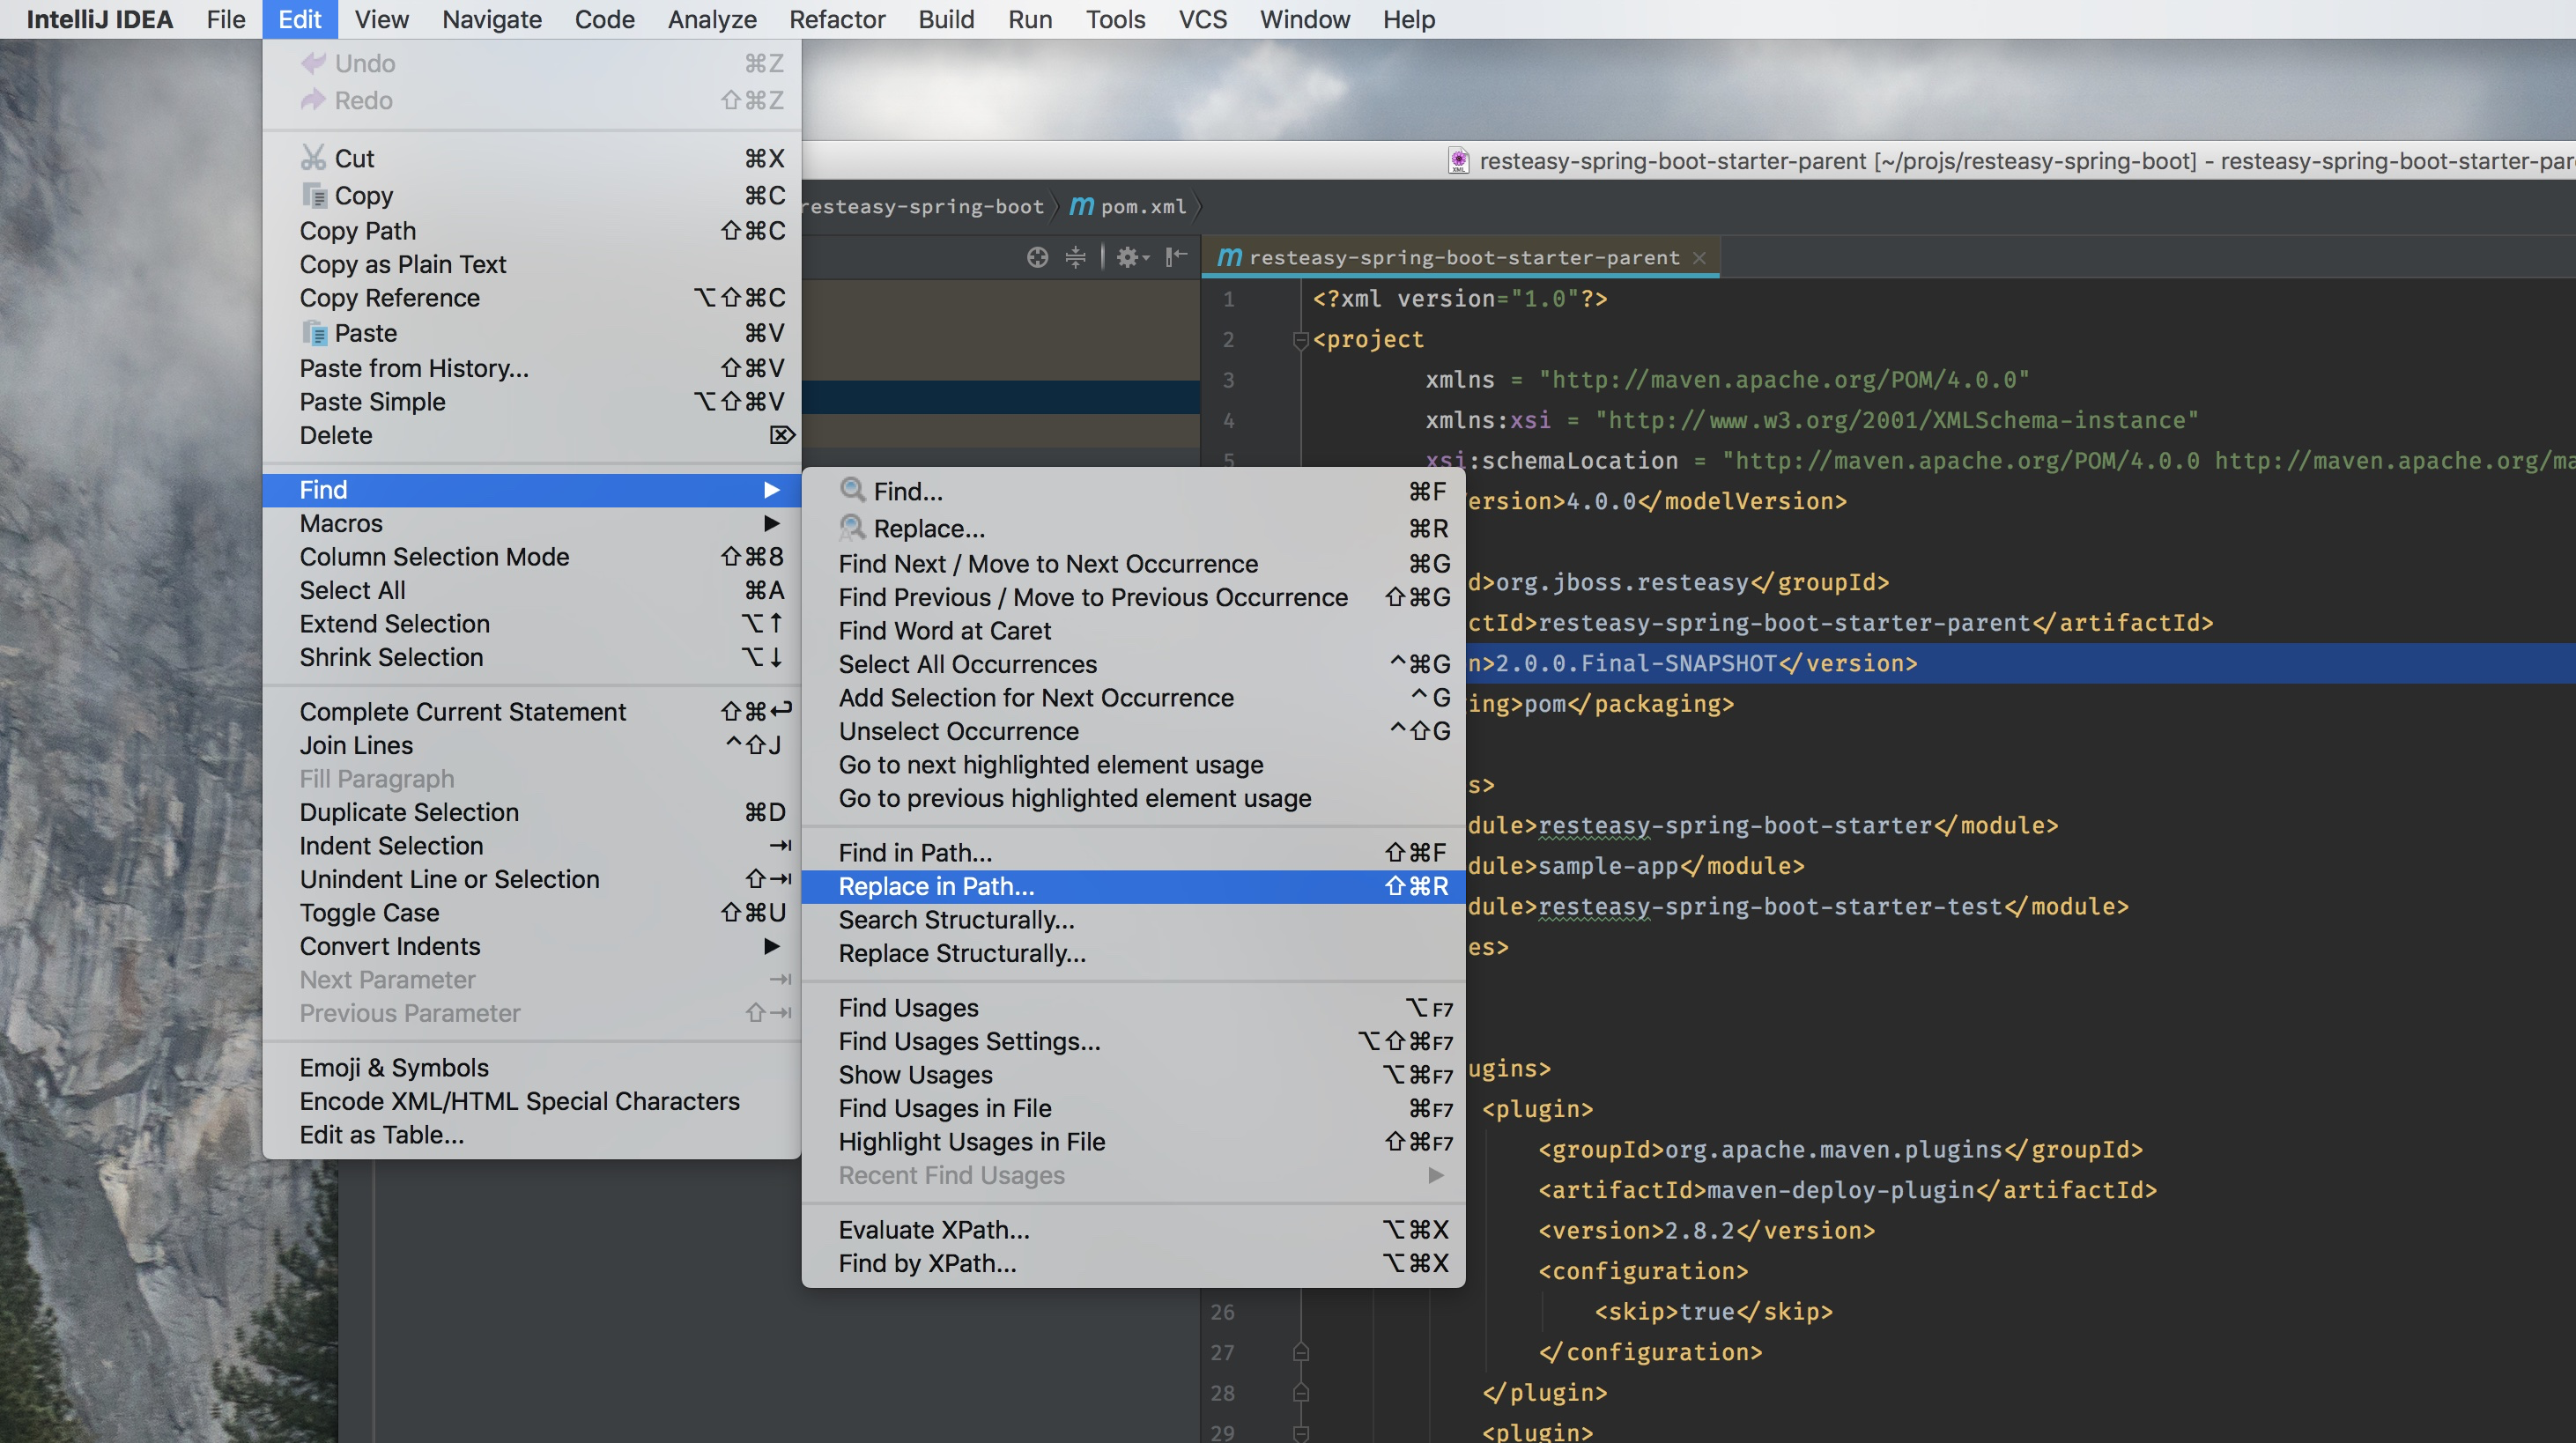 IntelliJ IDEA File Edit View Navigate Code Analyze Refactor Build Run Tools VCS Window Help
Undo ⌘Z
Redo ⇧⌘Z
Cut ⌘X
Copy ⌘C
Copy Path ⇧⌘C
Copy as Plain Text
Copy Reference ⌥⇧⌘C
Paste ⌘V
Paste from History... ⇧⌘V
Paste Simple ⌥⇧⌘V
Delete ⌦
Find ▶
Macros ▶
Column Selection Mode ⇧⌘8
Select All ⌘A
Extend Selection ⌥↑
Shrink Selection ⌥↓
Complete Current Statement ⇧⌘↩
Join Lines ^⇧J
Fill Paragraph
Duplicate Selection ⌘D
Indent Selection ⇥
Unindent Line or Selection ⇧⇥
Toggle Case ⇧⌘U
Convert Indents ▶
Next Parameter ⇥
Previous Parameter ⇧⇥
Emoji & Symbols
Encode XML/HTML Special Characters
Edit as Table...
Find... ⌘F
Replace... ⌘R
Find Next / Move to Next Occurrence ⌘G
Find Previous / Move to Previous Occurrence ⇧⌘G
Find Word at Caret
Select All Occurrences ^⌘G
Add Selection for Next Occurrence ^G
Unselect Occurrence ^⇧G
Go to next highlighted element usage
Go to previous highlighted element usage
Find in Path... ⇧⌘F
Replace in Path... ⇧⌘R
Search Structurally...
Replace Structurally...
Find Usages ⌥F7
Find Usages Settings... ⌥⇧⌘F7
Show Usages ⌥⌘F7
Find Usages in File ⌘F7
Highlight Usages in File ⇧⌘F7
Recent Find Usages ▶
Evaluate XPath... ⌥⌘X
Find by XPath... ⌥⌘X
resteasy-spring-boot-starter-parent [~/projs/resteasy-spring-boot] - resteasy-spring-boot-starter-par
resteasy-spring-boot m pom.xml
m resteasy-spring-boot-starter-parent ×
1 <?xml version="1.0"?>
2 <project
3 xmlns = "http://maven.apache.org/POM/4.0.0"
4 xmlns:xsi = "http://www.w3.org/2001/XMLSchema-instance"
5 xsi:schemaLocation = "http://maven.apache.org/POM/4.0.0 http://maven.apache.org/ma
ersion>4.0.0</modelVersion>
d>org.jboss.resteasy</groupId>
ctId>resteasy-spring-boot-starter-parent</artifactId>
n>2.0.0.Final-SNAPSHOT</version>
ing>pom</packaging>
s>
dule>resteasy-spring-boot-starter</module>
dule>sample-app</module>
dule>resteasy-spring-boot-starter-test</module>
es>
ugins>
<plugin>
<groupId>org.apache.maven.plugins</groupId>
<artifactId>maven-deploy-plugin</artifactId>
<version>2.8.2</version>
<configuration>
26 <skip>true</skip>
27 </configuration>
28 </plugin>
29 <plugin>